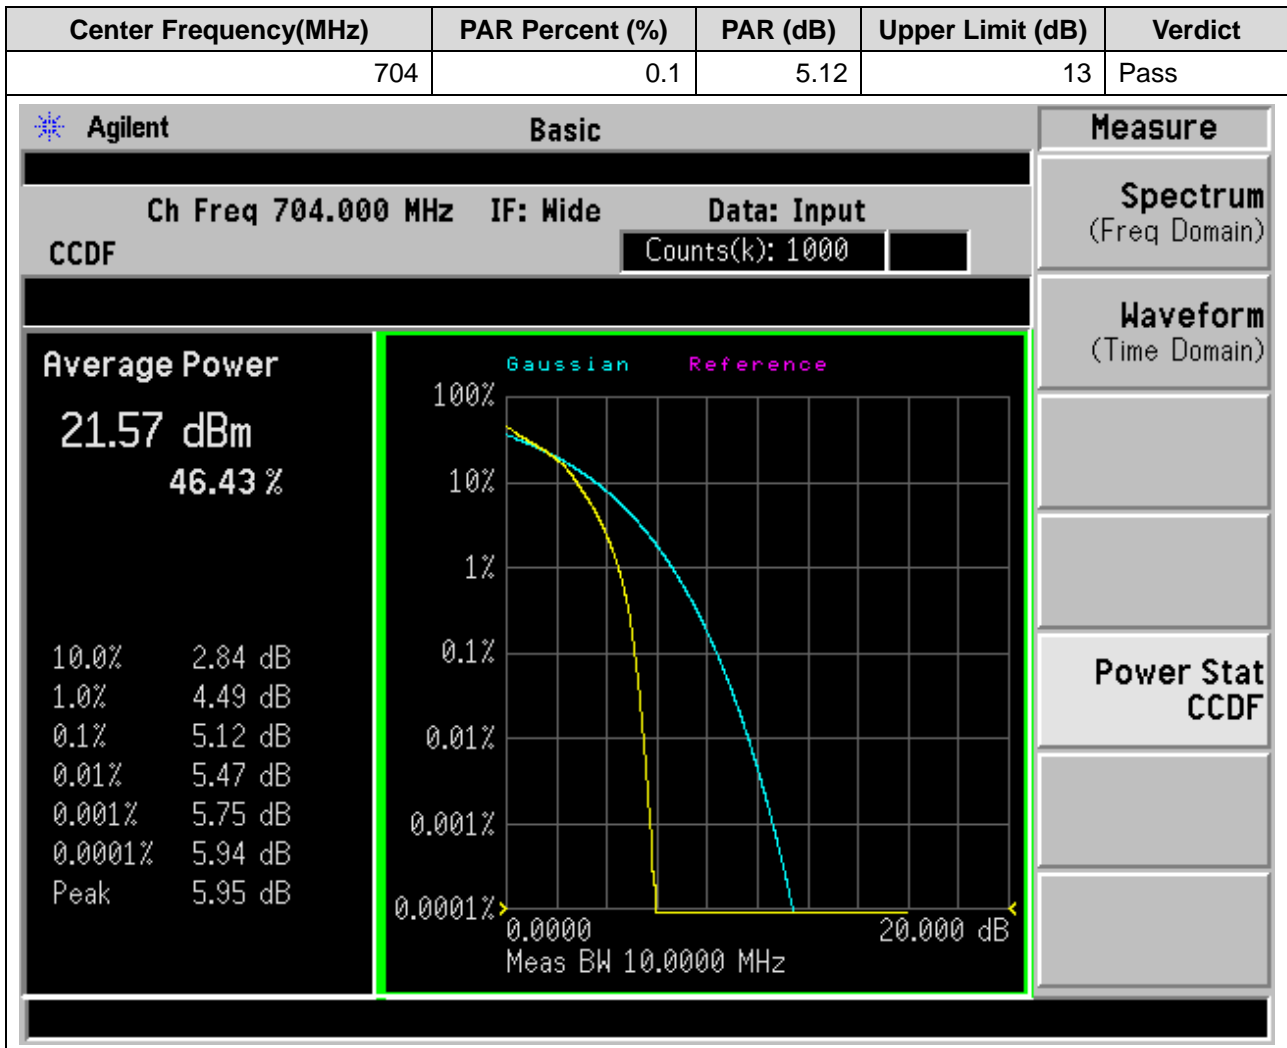 Center Frequency(MHz) PAR Percent (%) PAR (dB) Upper Limit (dB) Verdict
704 0.1 5.12 13 Pass
Agilent Basic Measure
Ch Freq 704.000 MHz IF: Wide Data: Input
CCDF Counts(k): 1000
Spectrum
(Freq Domain)
Waveform
(Time Domain)
Power Stat
CCDF
Average Power
21.57 dBm
46.43 %
10.0% 2.84 dB
1.0% 4.49 dB
0.1% 5.12 dB
0.01% 5.47 dB
0.001% 5.75 dB
0.0001% 5.94 dB
Peak 5.95 dB
Gaussian Reference
100%
10%
1%
0.1%
0.01%
0.001%
0.0001%
0.0000 20.000 dB
Meas BW 10.0000 MHz